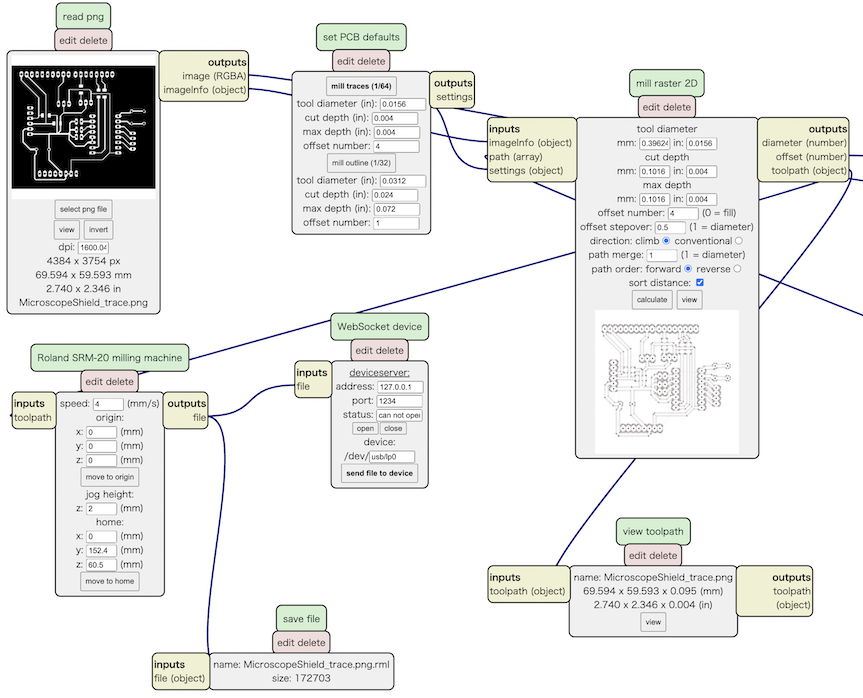 read png
edit delete
outputs
image (RGBA)
imageInfo (object)
select png file
view invert
dpi: 1600.04
4384 x 3754 px
69.594 x 59.593 mm
2.740 x 2.346 in
MicroscopeShield_trace.png
set PCB defaults
edit delete
mill traces (1/64)
tool diameter (in): 0.0156
cut depth (in): 0.004
max depth (in): 0.004
offset number: 4
mill outline (1/32)
tool diameter (in): 0.0312
cut depth (in): 0.024
max depth (in): 0.072
offset number: 1
outputs
settings
mill raster 2D
edit delete
inputs
imageInfo (object)
path (array)
settings (object)
tool diameter
mm: 0.39624 in: 0.0156
cut depth
mm: 0.1016 in: 0.004
max depth
mm: 0.1016 in: 0.004
offset number: 4 (0 = fill)
offset stepover: 0.5 (1 = diameter)
direction: climb conventional
path merge: 1 (1 = diameter)
path order: forward reverse
sort distance:
calculate view
outputs
diameter (number)
offset (number)
toolpath (object)
Roland SRM-20 milling machine
edit delete
inputs
toolpath
speed: 4 (mm/s)
origin:
x: 0 (mm)
y: 0 (mm)
z: 0 (mm)
move to origin
jog height:
z: 2 (mm)
home:
x: 0 (mm)
y: 152.4 (mm)
z: 60.5 (mm)
move to home
outputs
file
WebSocket device
edit delete
inputs
file
deviceserver:
address: 127.0.0.1
port: 1234
status: can not ope
open close
device:
/dev/ usb/lp0
send file to device
view toolpath
edit delete
inputs
toolpath (object)
name: MicroscopeShield_trace.png
69.594 x 59.593 x 0.095 (mm)
2.740 x 2.346 x 0.004 (in)
view
outputs
toolpath
(object)
save file
edit delete
inputs
file (object)
name: MicroscopeShield_trace.png.rml
size: 172703